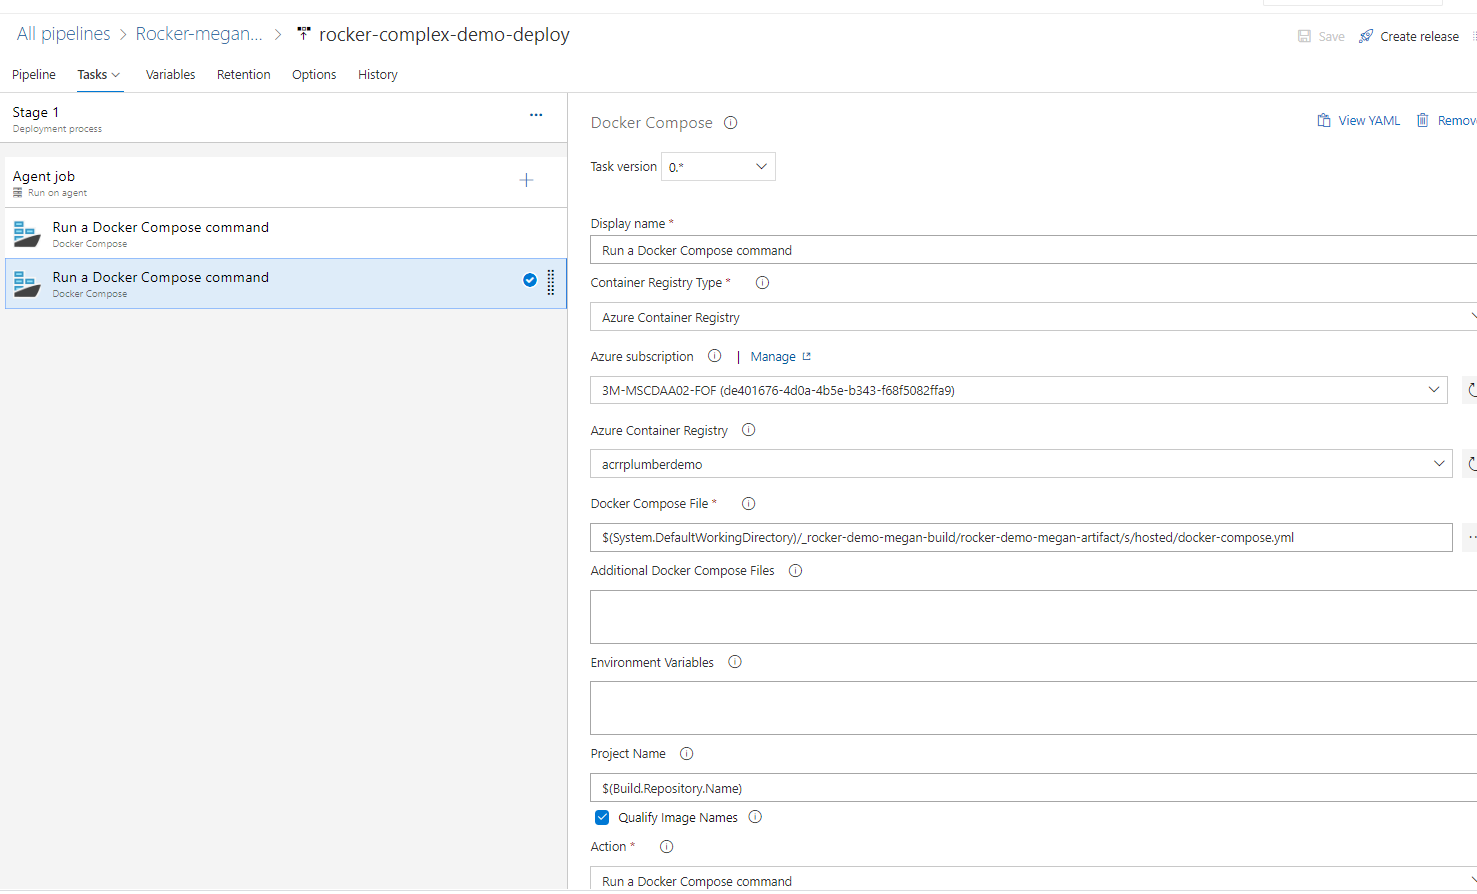 All pipelines > Rocker-megan... > rocker-complex-demo-deploy
Save Create release
Pipeline Tasks Variables Retention Options History
Stage 1
Deployment process
Agent job
Run on agent
Run a Docker Compose command
Docker Compose
Run a Docker Compose command
Docker Compose
Docker Compose
View YAML Remov
Task version 0.*
Display name *
Run a Docker Compose command
Container Registry Type *
Azure Container Registry
Azure subscription | Manage
3M-MSCDAA02-FOF (de401676-4d0a-4b5e-b343-f68f5082ffa9)
Azure Container Registry
acrrplumberdemo
Docker Compose File *
$(System.DefaultWorkingDirectory)/_rocker-demo-megan-build/rocker-demo-megan-artifact/s/hosted/docker-compose.yml
Additional Docker Compose Files
Environment Variables
Project Name
$(Build.Repository.Name)
Qualify Image Names
Action *
Run a Docker Compose command